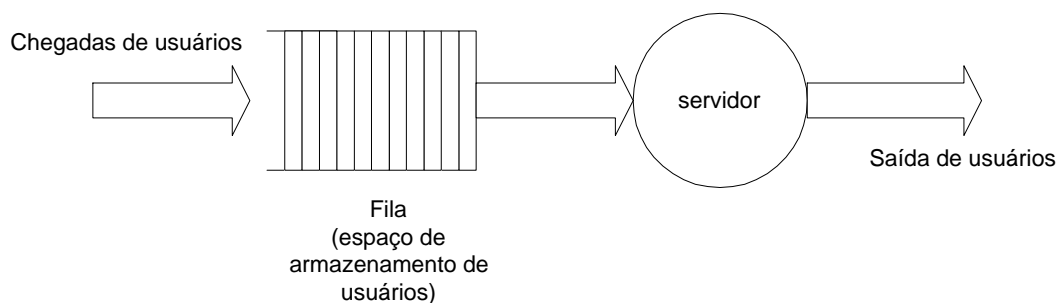 Chegadas de usuários
servidor
Saída de usuários
Fila
(espaço de
armazenamento de
usuários)